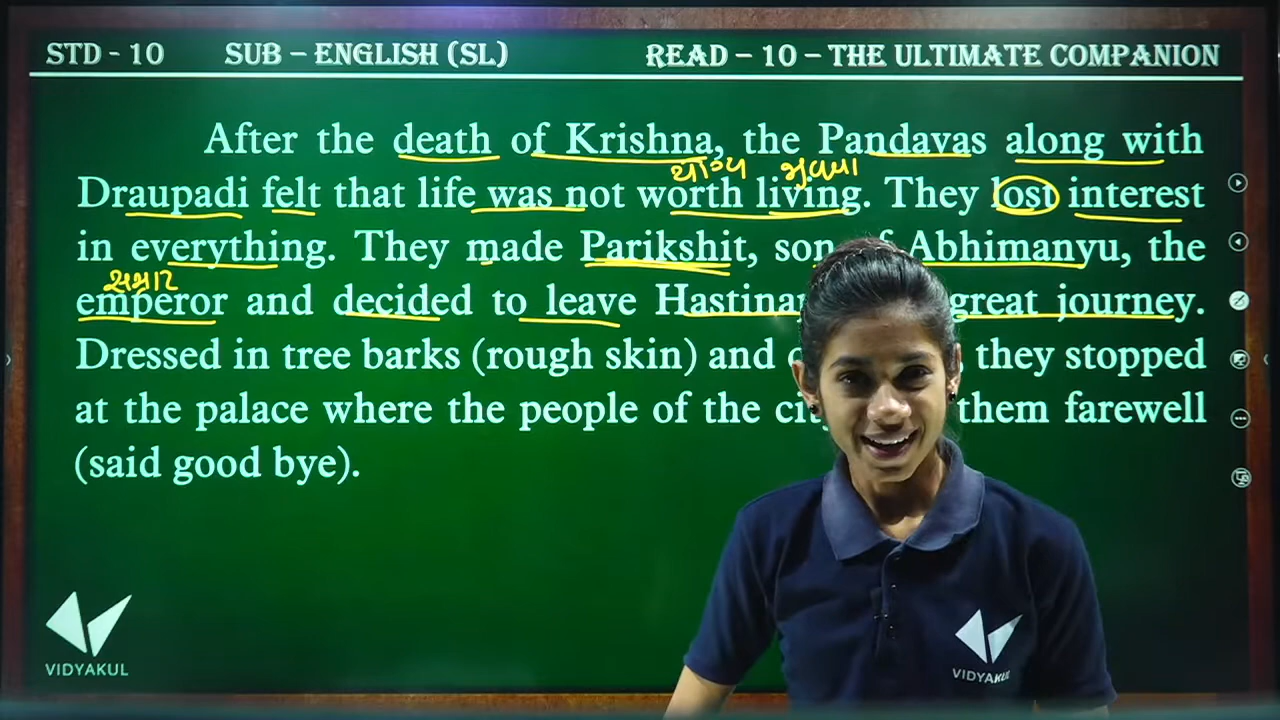 STD - 10 SUB – ENGLISH (SL) READ – 10 – THE ULTIMATE COMPANION
After the death of Krishna, the Pandavas along with
યોગ્ય
Draupadi felt that life was not worth living. They lost interest
in everything. They made Parikshit, son of Abhimanyu, the
સમ્રાટ
emperor and decided to leave great journey.
Dressed in tree barks (rough skin) and they stopped
at the palace where the people of the city them farewell
(said good bye).
VIDYAKUL
VIDYAKUL